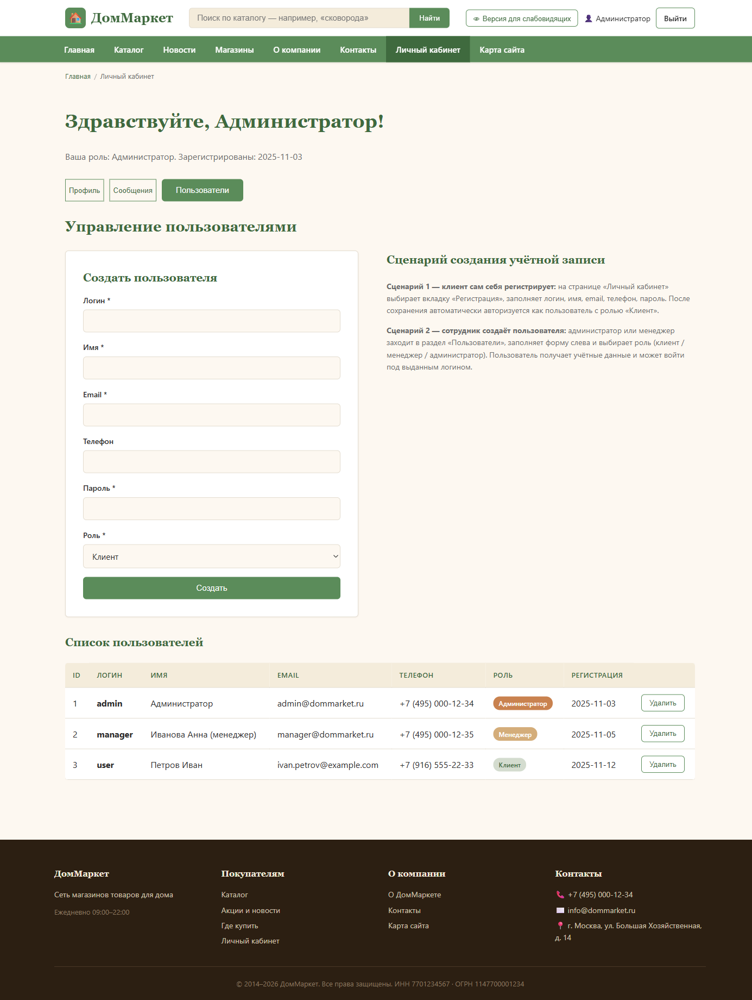 ДомМаркет
Поиск по каталогу — например, «сковорода»
Найти
Версия для слабовидящих
Администратор
Выйти
Главная
Каталог
Новости
Магазины
О компании
Контакты
Личный кабинет
Карта сайта
Главная / Личный кабинет
Здравствуйте, Администратор!
Ваша роль: Администратор. Зарегистрированы: 2025-11-03
Профиль
Сообщения
Пользователи
Управление пользователями
Создать пользователя
Логин *
Имя *
Email *
Телефон
Пароль *
Роль *
Клиент
Создать
Сценарий создания учётной записи
Сценарий 1 — клиент сам себя регистрирует: на странице «Личный кабинет»
выбирает вкладку «Регистрация», заполняет логин, имя, email, телефон, пароль. После
сохранения автоматически авторизуется как пользователь с ролью «Клиент».
Сценарий 2 — сотрудник создаёт пользователя: администратор или менеджер
заходит в раздел «Пользователи», заполняет форму слева и выбирает роль (клиент /
менеджер / администратор). Пользователь получает учётные данные и может войти
под выданным логином.
Список пользователей
ID ЛОГИН ИМЯ EMAIL ТЕЛЕФОН РОЛЬ РЕГИСТРАЦИЯ
1 admin Администратор admin@dommarket.ru +7 (495) 000-12-34 Администратор 2025-11-03 Удалить
2 manager Иванова Анна (менеджер) manager@dommarket.ru +7 (495) 000-12-35 Менеджер 2025-11-05 Удалить
3 user Петров Иван ivan.petrov@example.com +7 (916) 555-22-33 Клиент 2025-11-12 Удалить
ДомМаркет
Сеть магазинов товаров для дома
Ежедневно 09:00–22:00
Покупателям
Каталог
Акции и новости
Где купить
Личный кабинет
О компании
О ДомМаркете
Контакты
Карта сайта
Контакты
+7 (495) 000-12-34
info@dommarket.ru
г. Москва, ул. Большая Хозяйственная,
д. 14
© 2014–2026 ДомМаркет. Все права защищены. ИНН 7701234567 · ОГРН 1147700001234